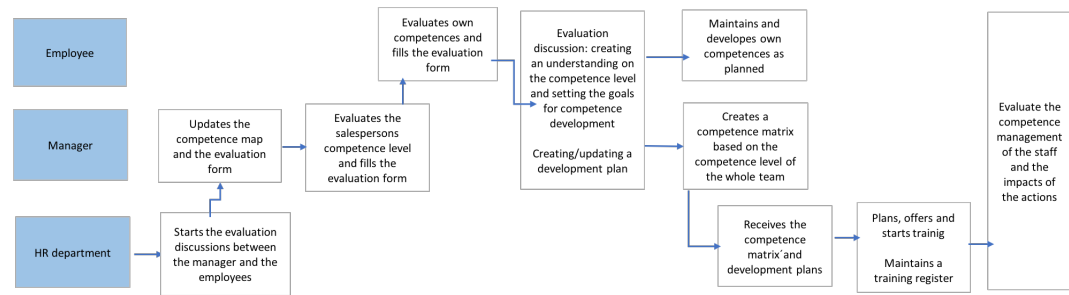 Employee
Manager
HR department
Starts the evaluation
discussions between
the manager and the
employees
Updates the
competence map
and the evaluation
form
Evaluates the
salespersons
competence level
and fills the
evaluation form
Evaluates own
competences and
fills the evaluation
form
Evaluation
discussion: creating
an understanding on
the competence level
and setting the goals
for competence
development
Creating/updating a
development plan
Maintains and
developes own
competences as
planned
Creates a
competence matrix
based on the
competence level of
the whole team
Receives the
competence
matrix´and
development plans
Plans, offers and
starts trainig
Maintains a
training register
Evaluate the
competence
management
of the staff
and the
impacts of
the actions